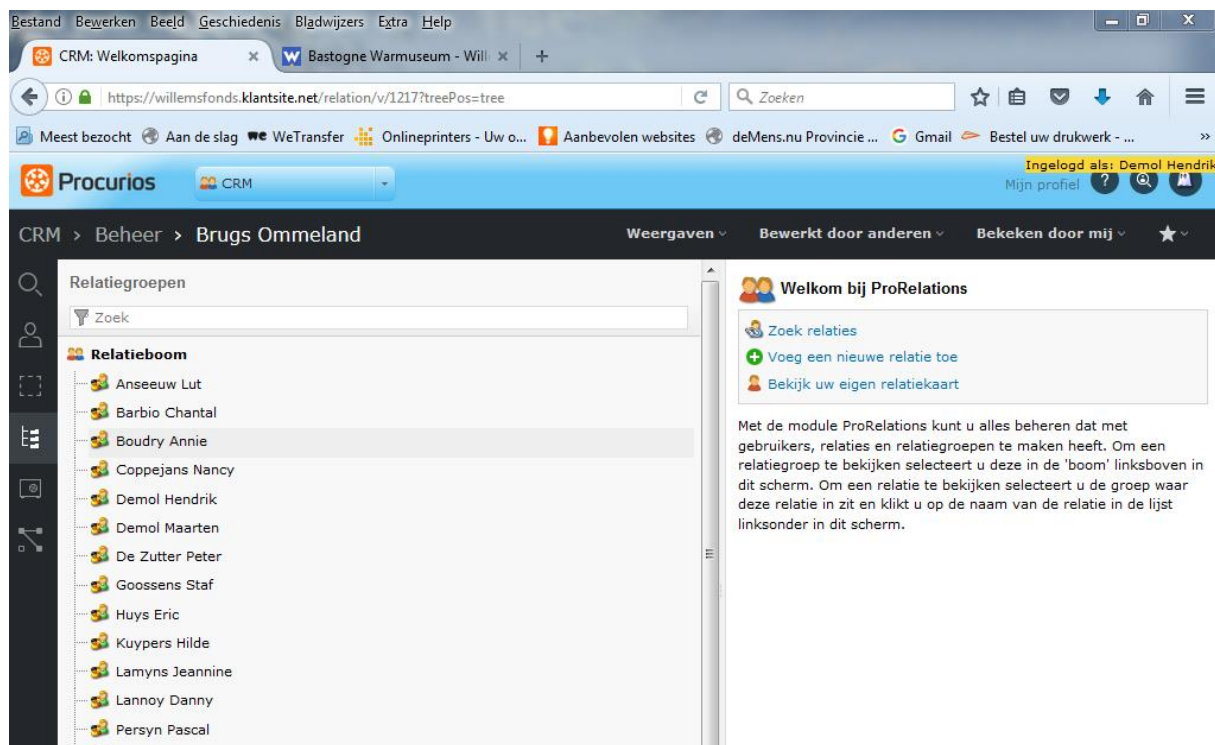 Bestand Bewerken Beeld Geschiedenis Bladwijzers Extra Help
CRM: Welkomspagina
Bastogne Warmuseum - Will
https://willemsfonds.klantsite.net/relation/v/1217?treePos=tree
Zoeken
Meest bezocht Aan de slag WeTransfer Onlineprinters - Uw o... Aanbevolen websites deMens.nu Provincie ... Gmail Bestel uw drukwerk - ... »
Ingelogd als: Demol Hendrik
Procurios CRM Mijn profiel
CRM > Beheer > Brugs Ommeland Weergaven Bewerkt door anderen Bekeken door mij
Relatiegroepen
Zoek
Relatieboom
Anseeuw Lut
Barbio Chantal
Boudry Annie
Coppejans Nancy
Demol Hendrik
Demol Maarten
De Zutter Peter
Goossens Staf
Huys Eric
Kuypers Hilde
Lamyns Jeannine
Lannoy Danny
Persyn Pascal
Welkom bij ProRelations
Zoek relaties
Voeg een nieuwe relatie toe
Bekijk uw eigen relatiekaart
Met de module ProRelations kunt u alles beheren dat met
gebruikers, relaties en relatiegroepen te maken heeft. Om een
relatiegroep te bekijken selecteert u deze in de 'boom' linksboven in
dit scherm. Om een relatie te bekijken selecteert u de groep waar
deze relatie in zit en klikt u op de naam van de relatie in de lijst
linksonder in dit scherm.